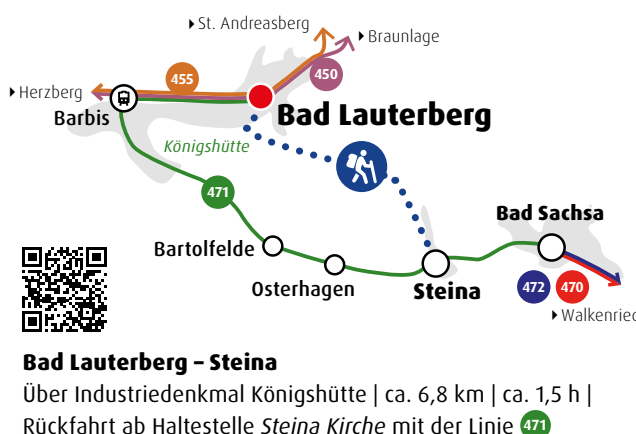 St. Andreasberg
Braunlage
455
450
Herzberg
Barbis
Bad Lauterberg
Königshütte
471
Bad Sachsa
Bartolfelde
Osterhagen
Steina
472
470
Walkenried
Bad Lauterberg – Steina
Über Industriedenkmal Königshütte | ca. 6,8 km | ca. 1,5 h |
Rückfahrt ab Haltestelle Steina Kirche mit der Linie 471